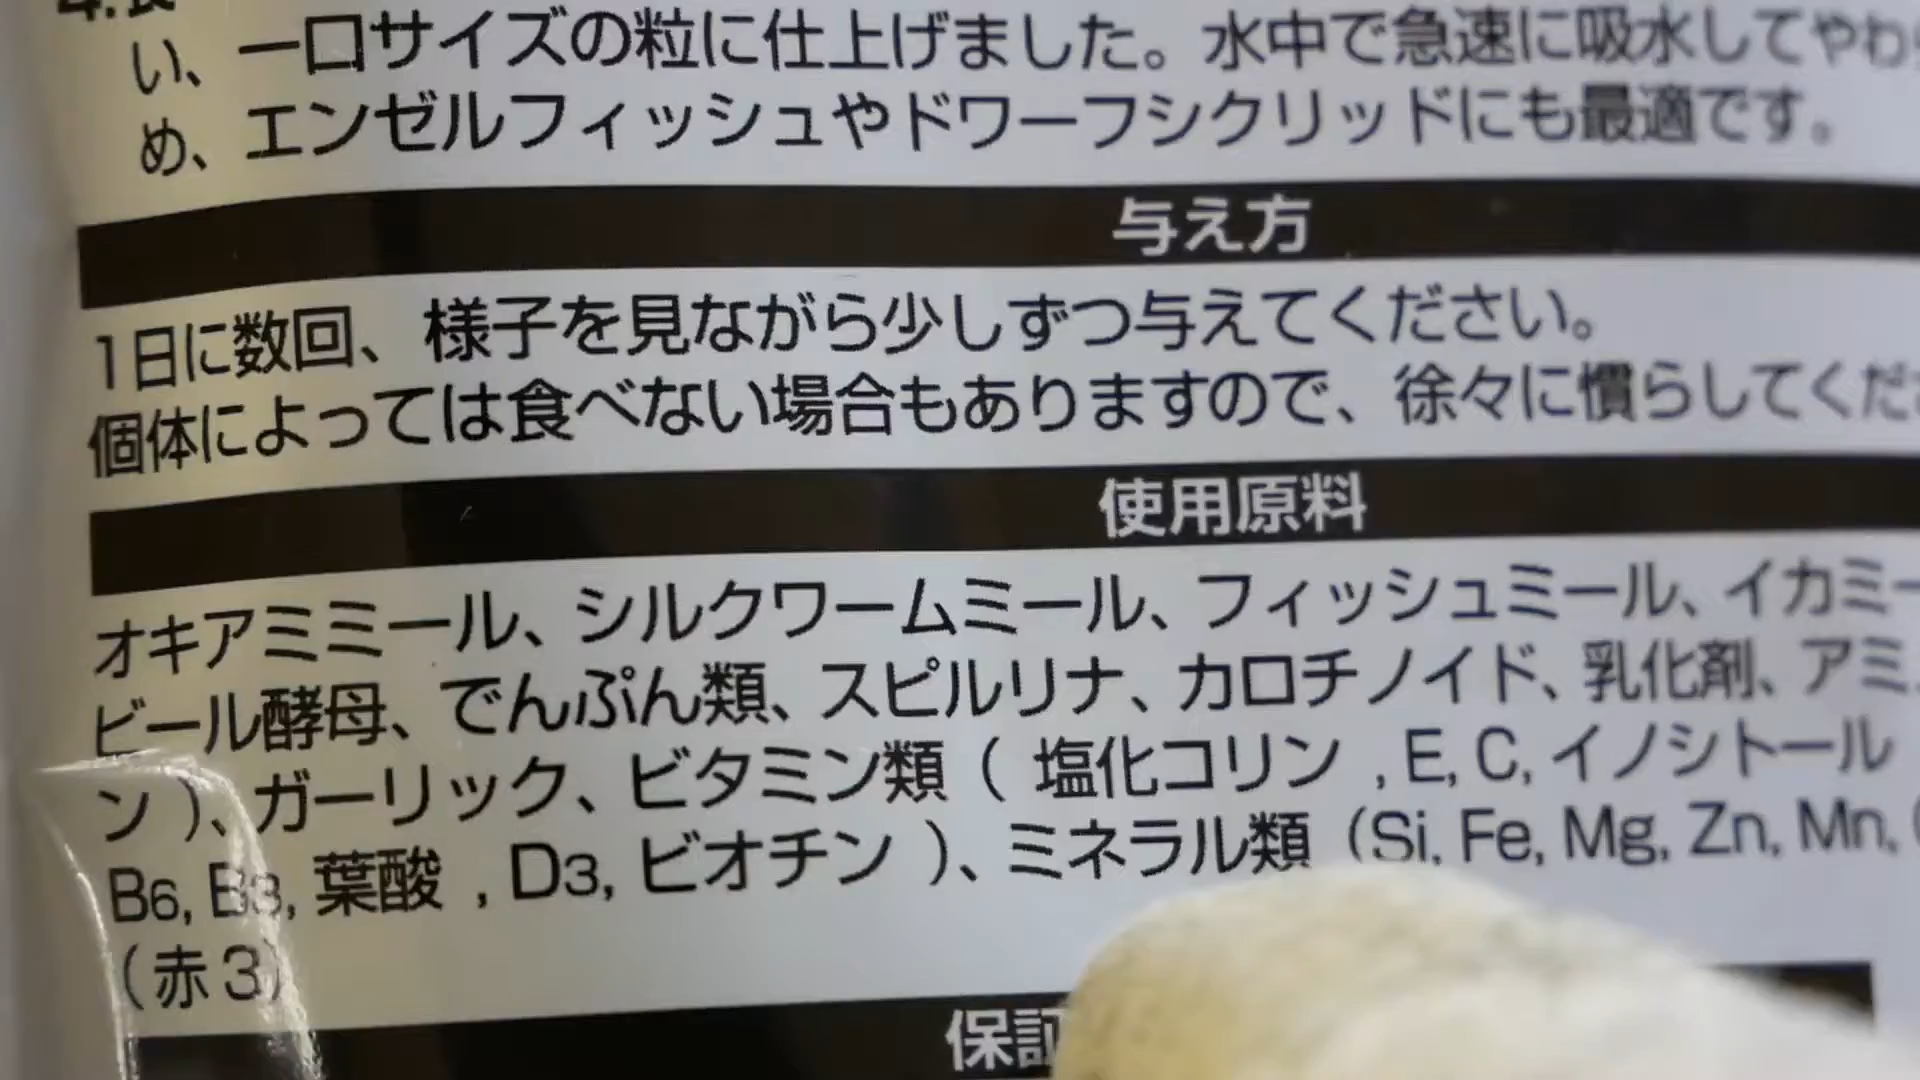 い、一口サイズの粒に仕上げました。水中で急速に吸水してやわ
め、エンゼルフィッシュやドワーフシクリッドにも最適です。
与え方
1日に数回、様子を見ながら少しずつ与えてください。
個体によっては食べない場合もありますので、徐々に慣らしてくだ
使用原料
オキアミミール、シルクワームミール、フィッシュミール、イカミー
ビール酵母、でんぷん類、スピルリナ、カロチノイド、乳化剤、アミ
ン)、ガーリック、ビタミン類(塩化コリン,E,C,イノシトール
B6,B3,葉酸,D3,ビオチン)、ミネラル類(Si,Fe,Mg,Zn,Mn,
(赤3)
保証